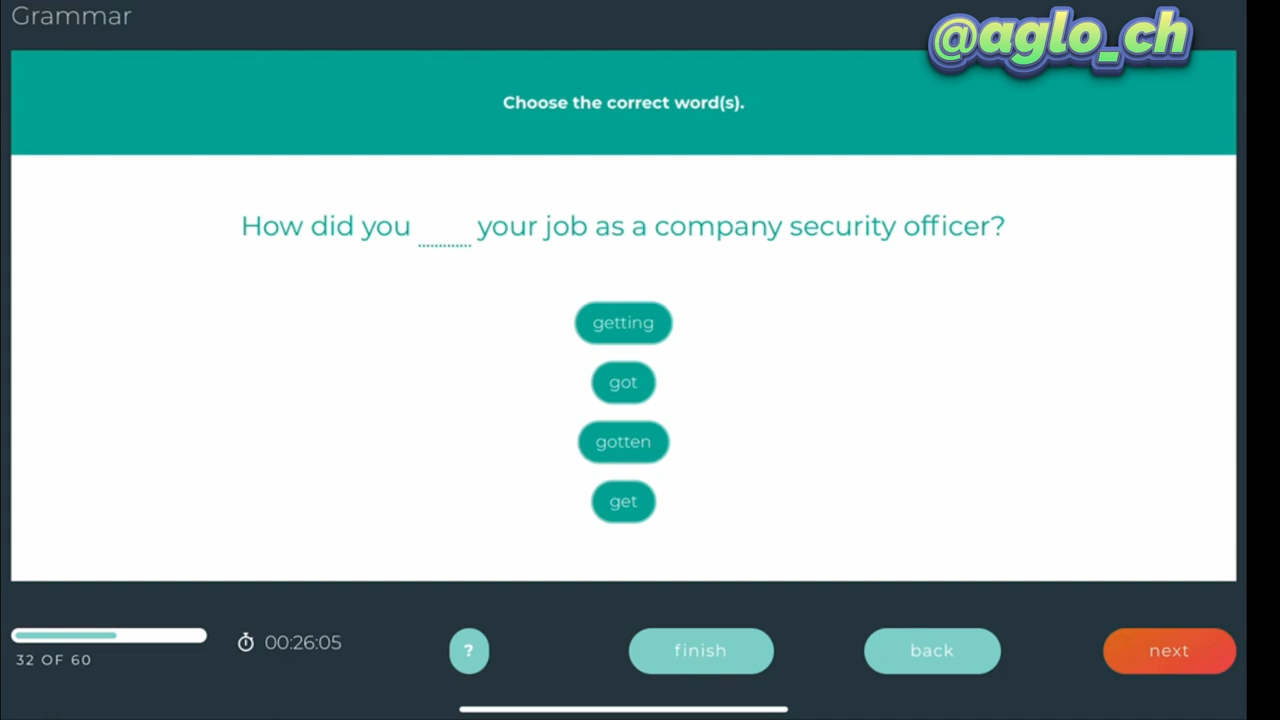 Grammar
@aglo_ch
Choose the correct word(s).
How did you ____ your job as a company security officer?
getting
got
gotten
get
32 OF 60
00:26:05
?
finish
back
next